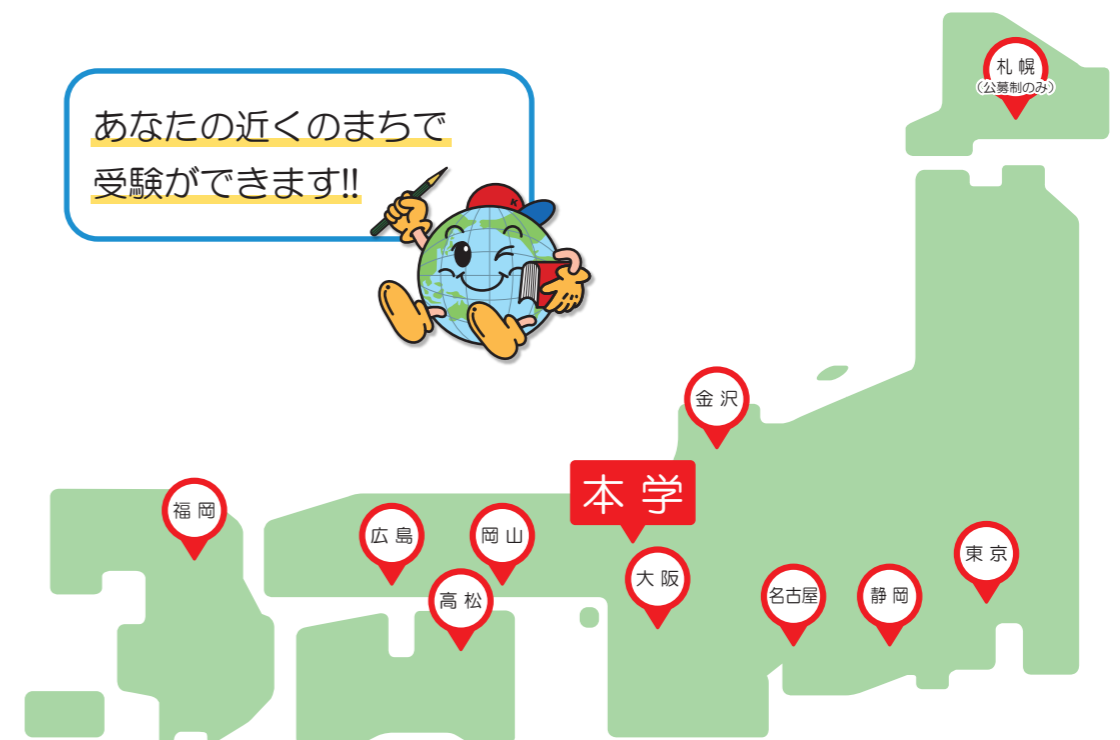 あなたの近くのまちで
受験ができます!!
K
札幌
(公募制のみ)
金沢
本学
福岡
広島
岡山
高松
大阪
名古屋
静岡
東京